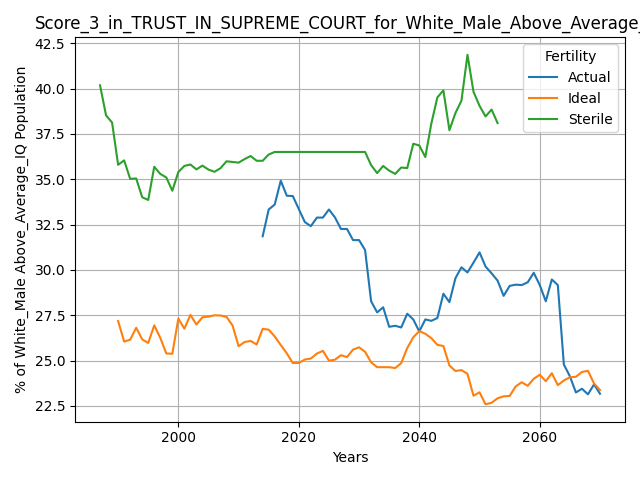 Score_3_in_TRUST_IN_SUPREME_COURT_for_White_Male_Above_Average_
42.5
40.0
37.5
35.0
32.5
30.0
27.5
25.0
22.5
% of White_Male Above_Average_IQ Population
Fertility
Actual
Ideal
Sterile
2000
2020
2040
2060
Years